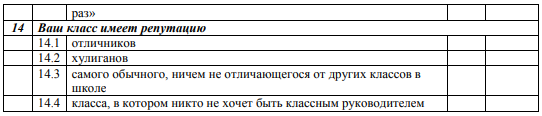 раз»
14 Ваш класс имеет репутацию
14.1 отличников
14.2 хулиганов
14.3 самого обычного, ничем не отличающегося от других классов в
школе
14.4 класса, в котором никто не хочет быть классным руководителем